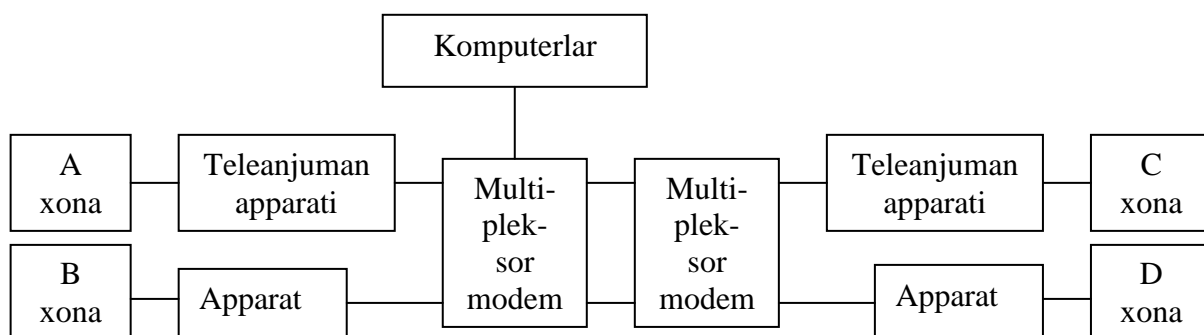 Komputerlar
A
xona
Teleanjuman
apparati
Multi-
plek-
sor
modem
Multi-
plek-
sor
modem
Teleanjuman
apparati
C
xona
B
xona
Apparat
Apparat
D
xona